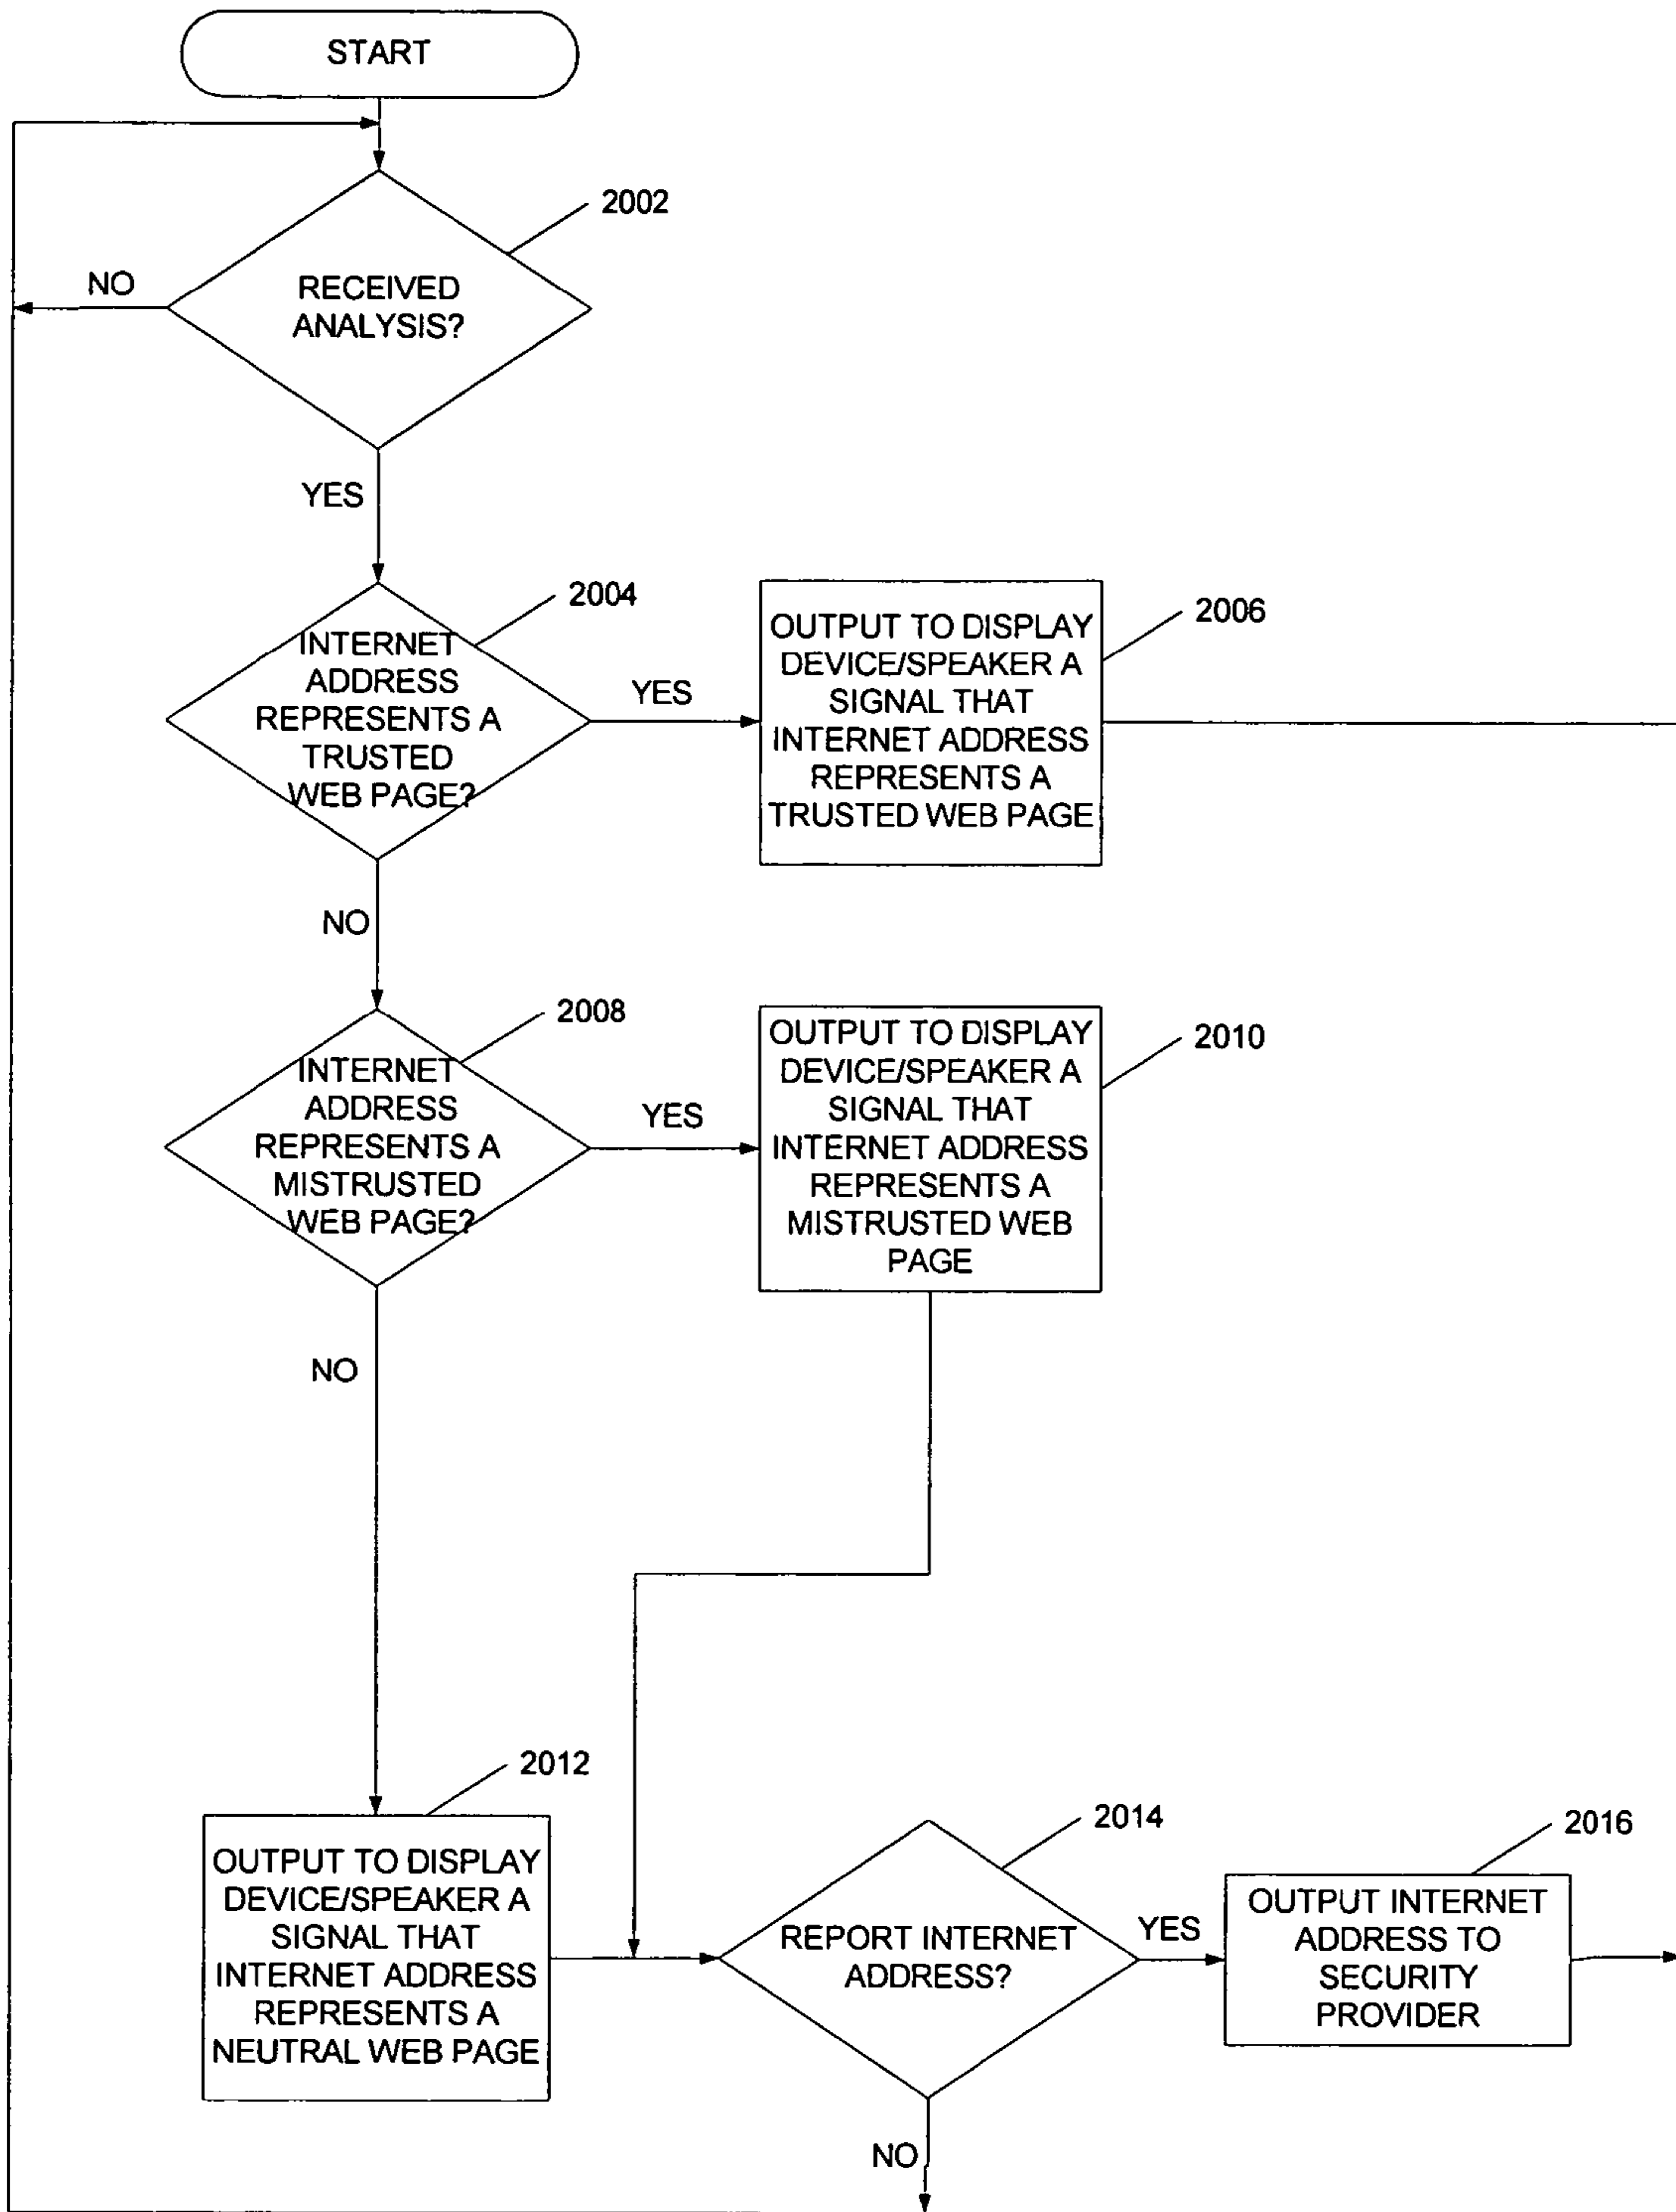 START
2002
NO
RECEIVED
ANALYSIS?
YES
2004
INTERNET
ADDRESS
REPRESENTS A
TRUSTED
WEB PAGE?
YES
OUTPUT TO DISPLAY
DEVICE/SPEAKER A
SIGNAL THAT
INTERNET ADDRESS
REPRESENTS A
TRUSTED WEB PAGE
2006
NO
2008
INTERNET
ADDRESS
REPRESENTS A
MISTRUSTED
WEB PAGE?
YES
OUTPUT TO DISPLAY
DEVICE/SPEAKER A
SIGNAL THAT
INTERNET ADDRESS
REPRESENTS A
MISTRUSTED WEB
PAGE
2010
NO
2012
OUTPUT TO DISPLAY
DEVICE/SPEAKER A
SIGNAL THAT
INTERNET ADDRESS
REPRESENTS A
NEUTRAL WEB PAGE
2014
REPORT INTERNET
ADDRESS?
YES
2016
OUTPUT INTERNET
ADDRESS TO
SECURITY
PROVIDER
NO